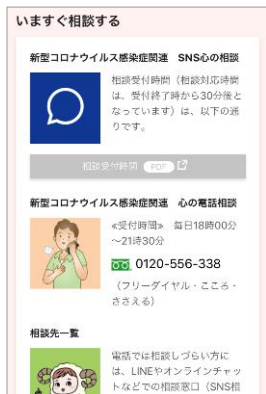 いますぐ相談する
新型コロナウイルス感染症関連　SNS心の相談
相談受付時間（相談対応時間
は、受付終了時から30分後と
なっています）は、以下の通
りです。
相談受付時間 PDF
新型コロナウイルス感染症関連　心の電話相談
≪受付時間≫　毎日18時00分
～21時30分
0120-556-338
（フリーダイヤル・こころ・
ささえる）
相談先一覧
電話では相談しづらい方に
は、LINEやオンラインチャッ
トなどでの相談窓口（SNS相